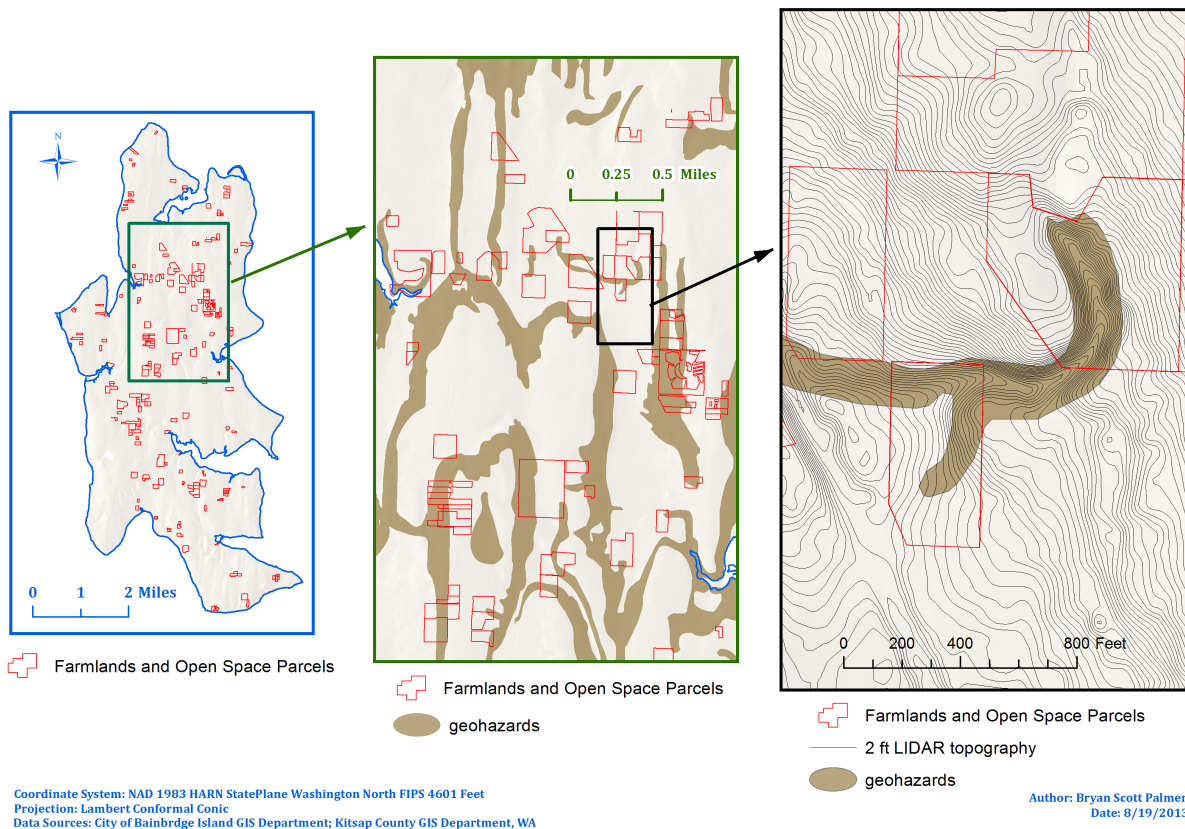 N
0 1 2 Miles
Farmlands and Open Space Parcels
0 0.25 0.5 Miles
Farmlands and Open Space Parcels
geohazards
0 200 400 800 Feet
Farmlands and Open Space Parcels
2 ft LIDAR topography
geohazards
Coordinate System: NAD 1983 HARN StatePlane Washington North FIPS 4601 Feet
Projection: Lambert Conformal Conic
Data Sources: City of Bainbrdge Island GIS Department; Kitsap County GIS Department, WA
Author: Bryan Scott Palmer
Date: 8/19/2013